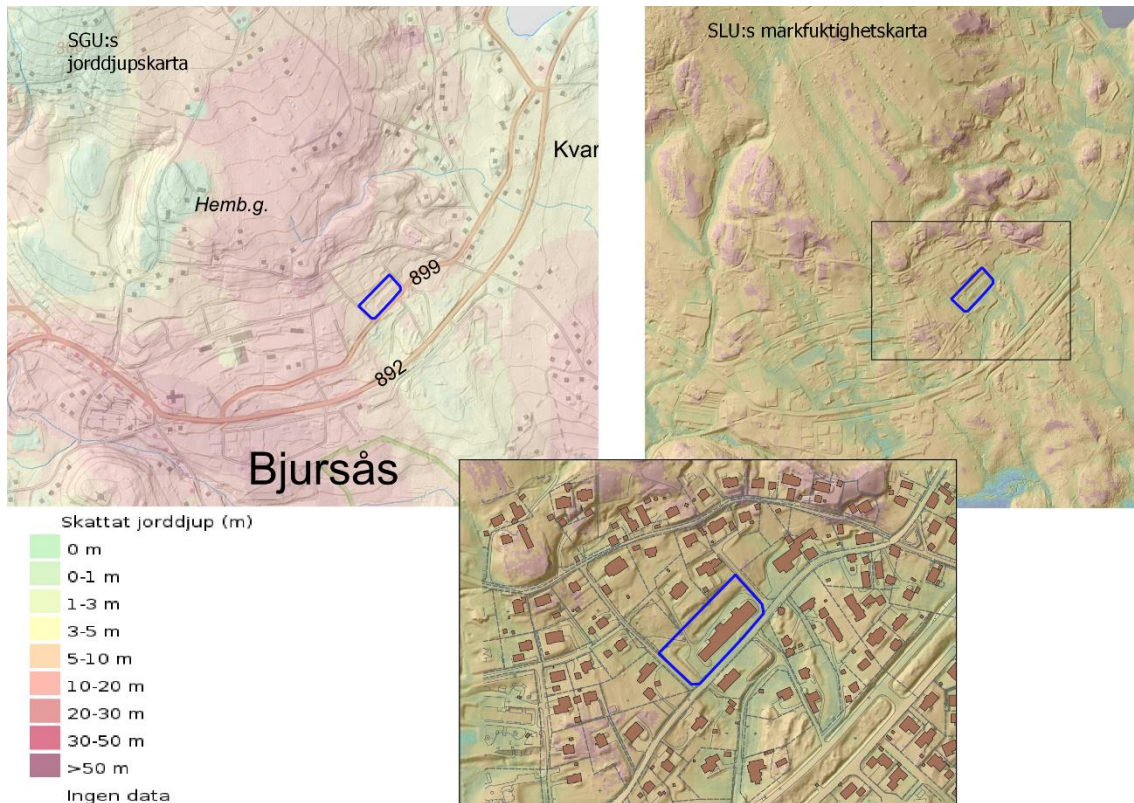 SGU:s
jorddjupskarta
SLU:s markfuktighetskarta
Kvar
Hemb.g.
899
892
Bjursås
Skattat jorddjup (m)
0 m
0-1 m
1-3 m
3-5 m
5-10 m
10-20 m
20-30 m
30-50 m
>50 m
Ingen data